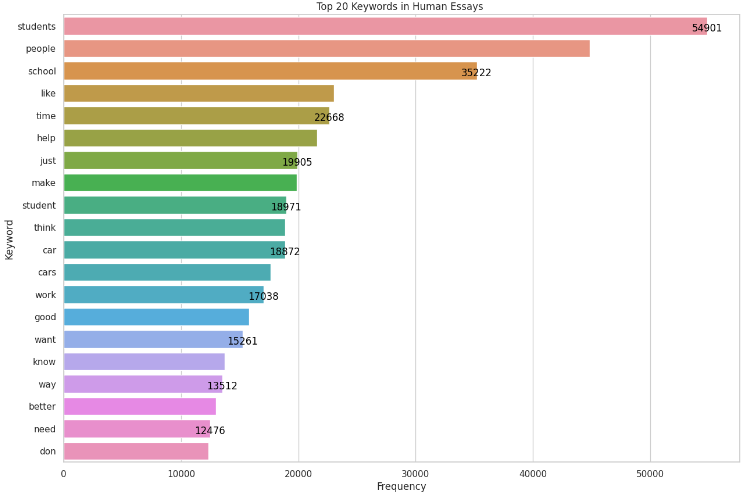 Top 20 Keywords in Human Essays
students
54901
people
school
35222
like
time
22668
help
just
19905
make
student
18971
think
car
18872
cars
work
17038
good
want
15261
know
way
13512
better
need
12476
don
Keyword
0 10000 20000 30000 40000 50000
Frequency